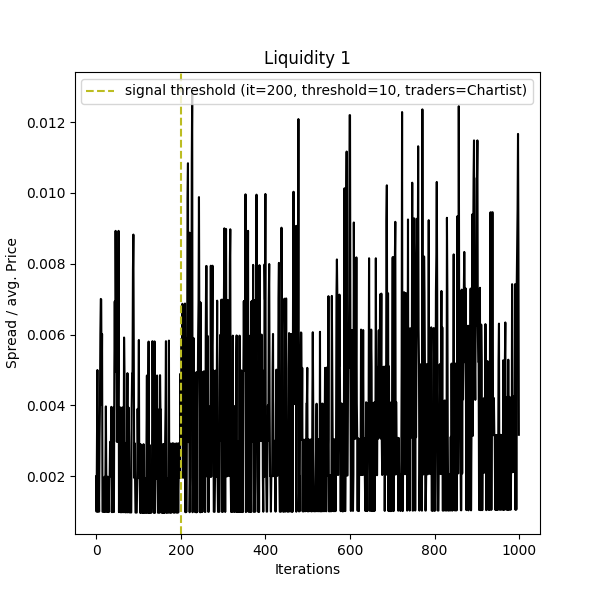 Liquidity 1
signal threshold (it=200, threshold=10, traders=Chartist)
0.012
0.010
0.008
0.006
0.004
0.002
Spread / avg. Price
0 200 400 600 800 1000
Iterations